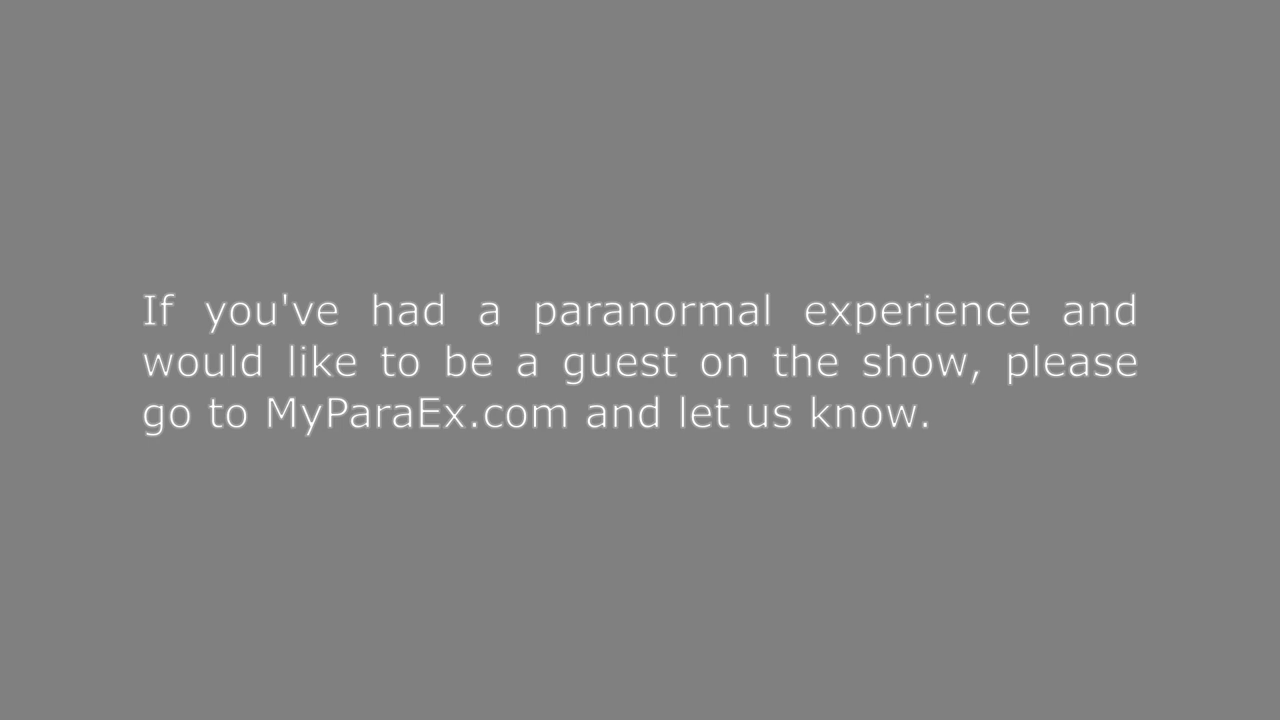 If you've had a paranormal experience and
would like to be a guest on the show, please
go to MyParaEx.com and let us know.